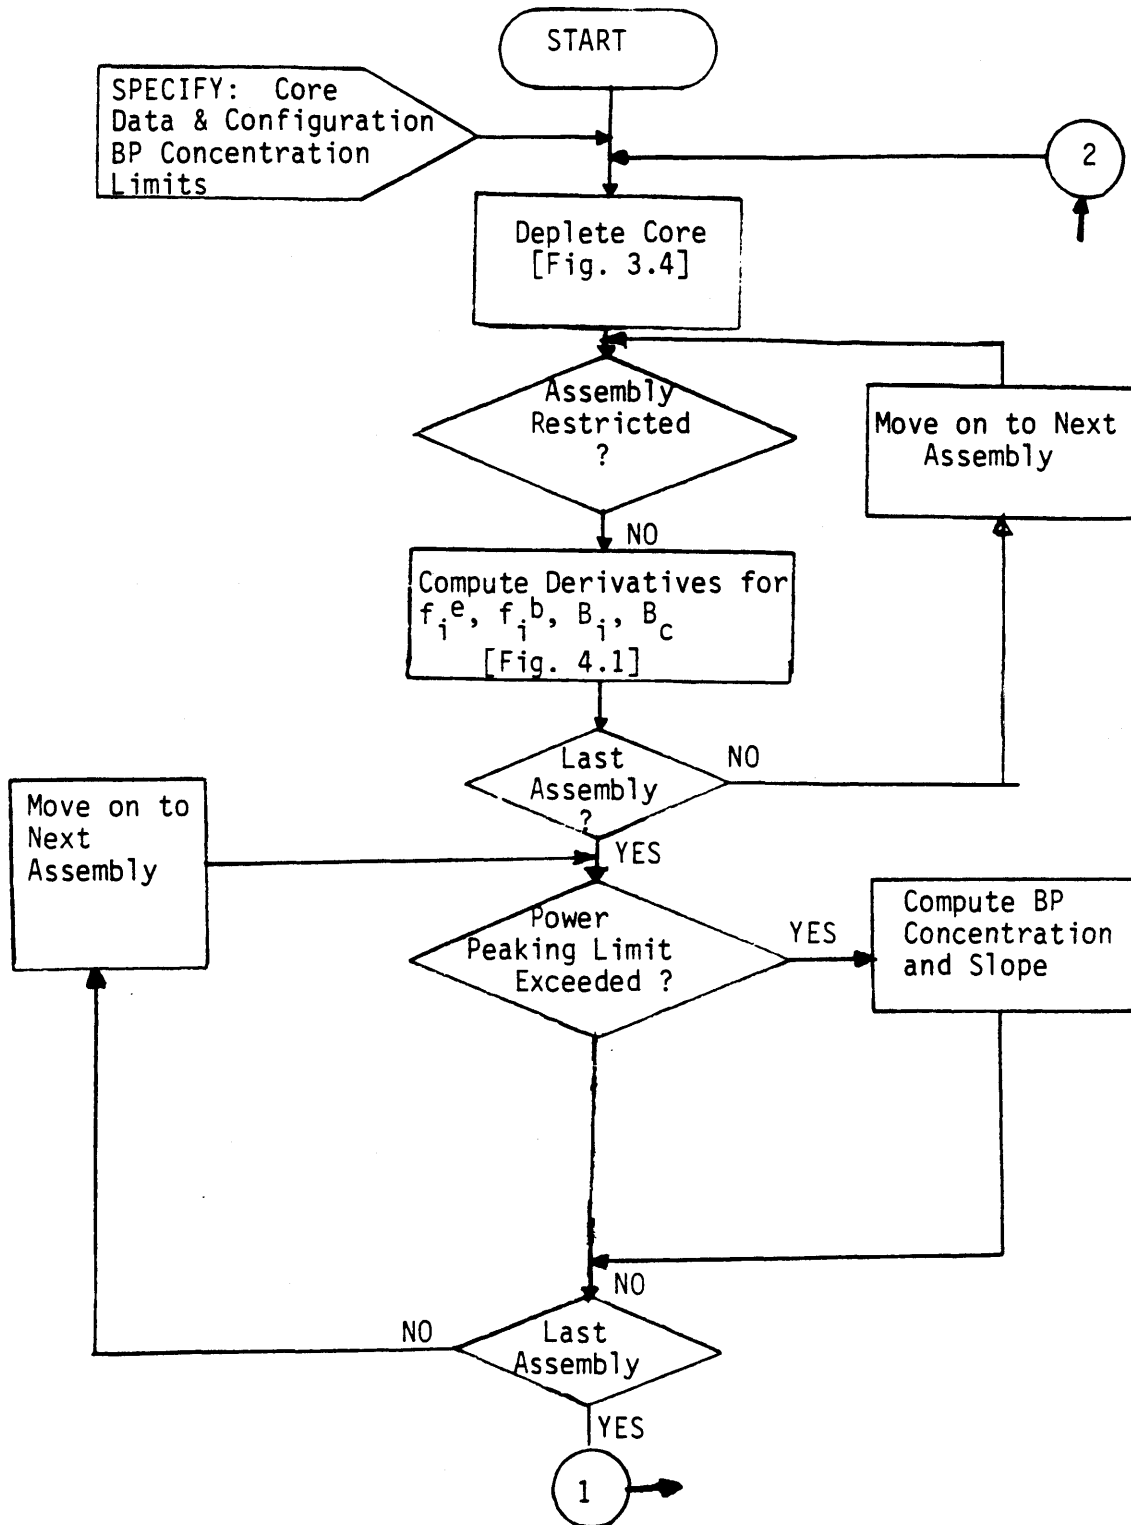 START
SPECIFY: Core
Data & Configuration
BP Concentration
Limits
2
Deplete Core
[Fig. 3.4]
Assembly
Restricted
?
Move on to Next
Assembly
NO
Compute Derivatives for
f_i^e, f_i^b, B_i, B_c
[Fig. 4.1]
Last
Assembly
?
NO
YES
Move on to
Next
Assembly
Power
Peaking Limit
Exceeded ?
YES
Compute BP
Concentration
and Slope
NO
Last
Assembly
NO
YES
1